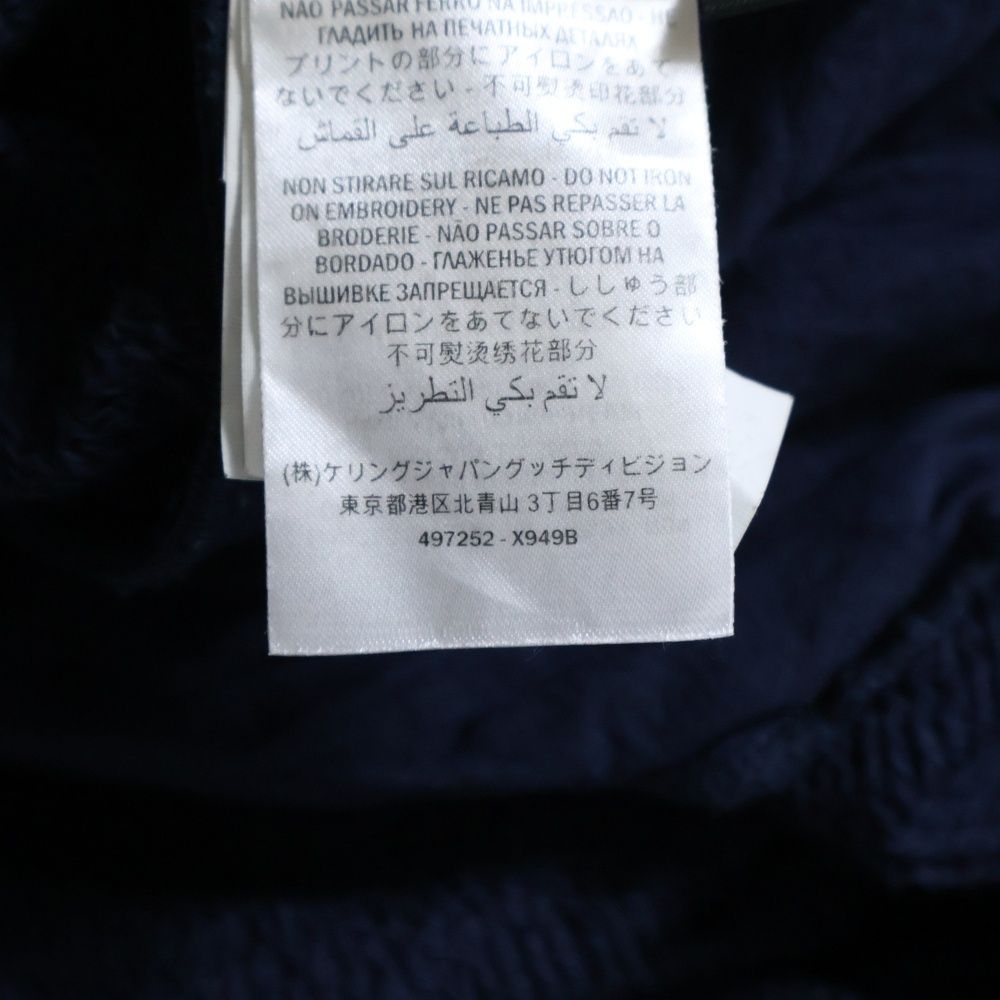 NÃO PASSAR FERRO NA IMPRESSÃO - НЕ
ГЛАДИТЬ НА ПЕЧАТНЫХ ДЕТАЛЯХ
プリントの部分にアイロンをあて
ないでください - 不可熨烫印花部分
لا تقم بكي الطباعة على القماش
NON STIRARE SUL RICAMO - DO NOT IRON
ON EMBROIDERY - NE PAS REPASSER LA
BRODERIE - NÃO PASSAR SOBRE O
BORDADO - ГЛАЖЕНЬЕ УТЮГОМ НА
ВЫШИВКЕ ЗАПРЕЩАЕТСЯ - ししゅう部
分にアイロンをあてないでください
不可熨烫绣花部分
لا تقم بكي التطريز
(株)ケリングジャパングッチディビジョン
東京都港区北青山 3丁目6番7号
497252 - X949B